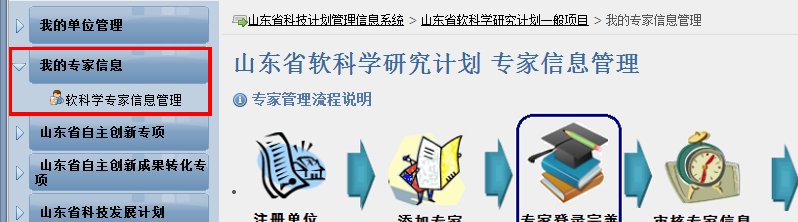 我的单位管理
我的专家信息
软科学专家信息管理
山东省自主创新专项
山东省自主创新成果转化专
项
山东省科技发展计划
山东省科技计划管理信息系统 > 山东省软科学研究计划一般项目 > 我的专家信息管理
山东省软科学研究计划 专家信息管理
专家管理流程说明
注册单位
添加专家
专家登录完善
审核专家信息